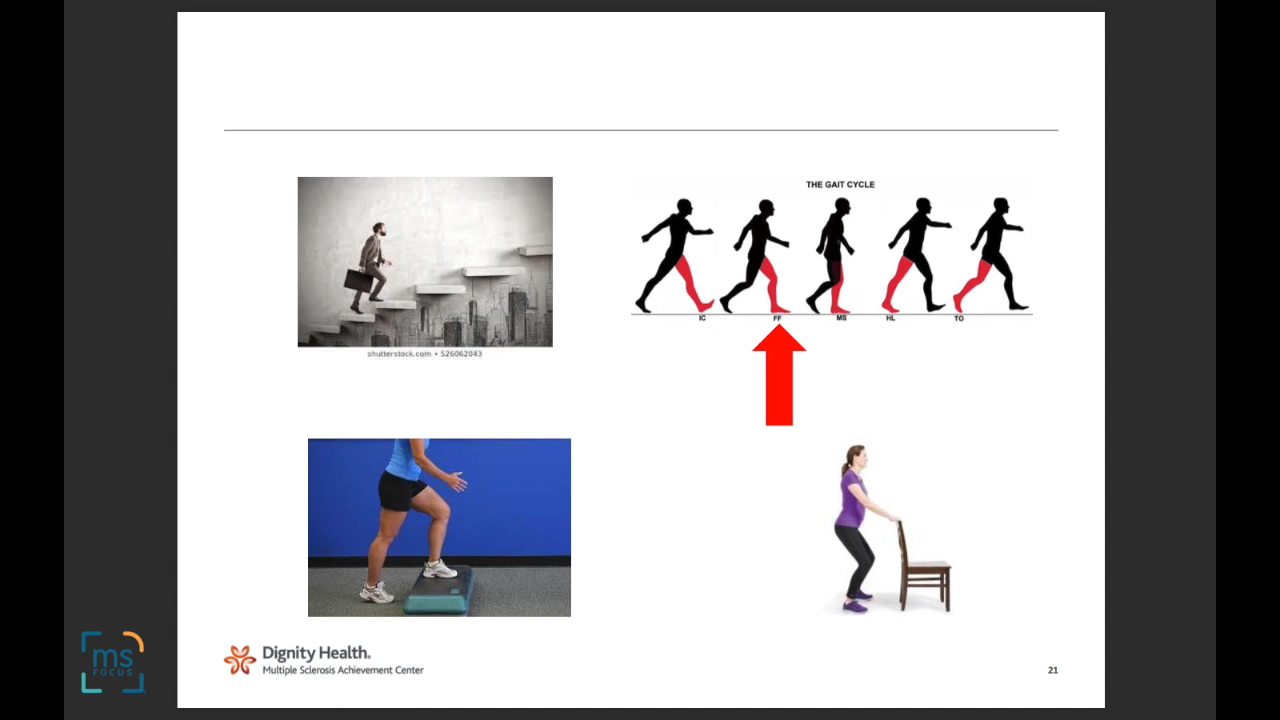 THE GAIT CYCLE
IC FF MS HL TO
shutterstock.com • 526062043
Dignity Health.
Multiple Sclerosis Achievement Center
21
ms
FOCUS